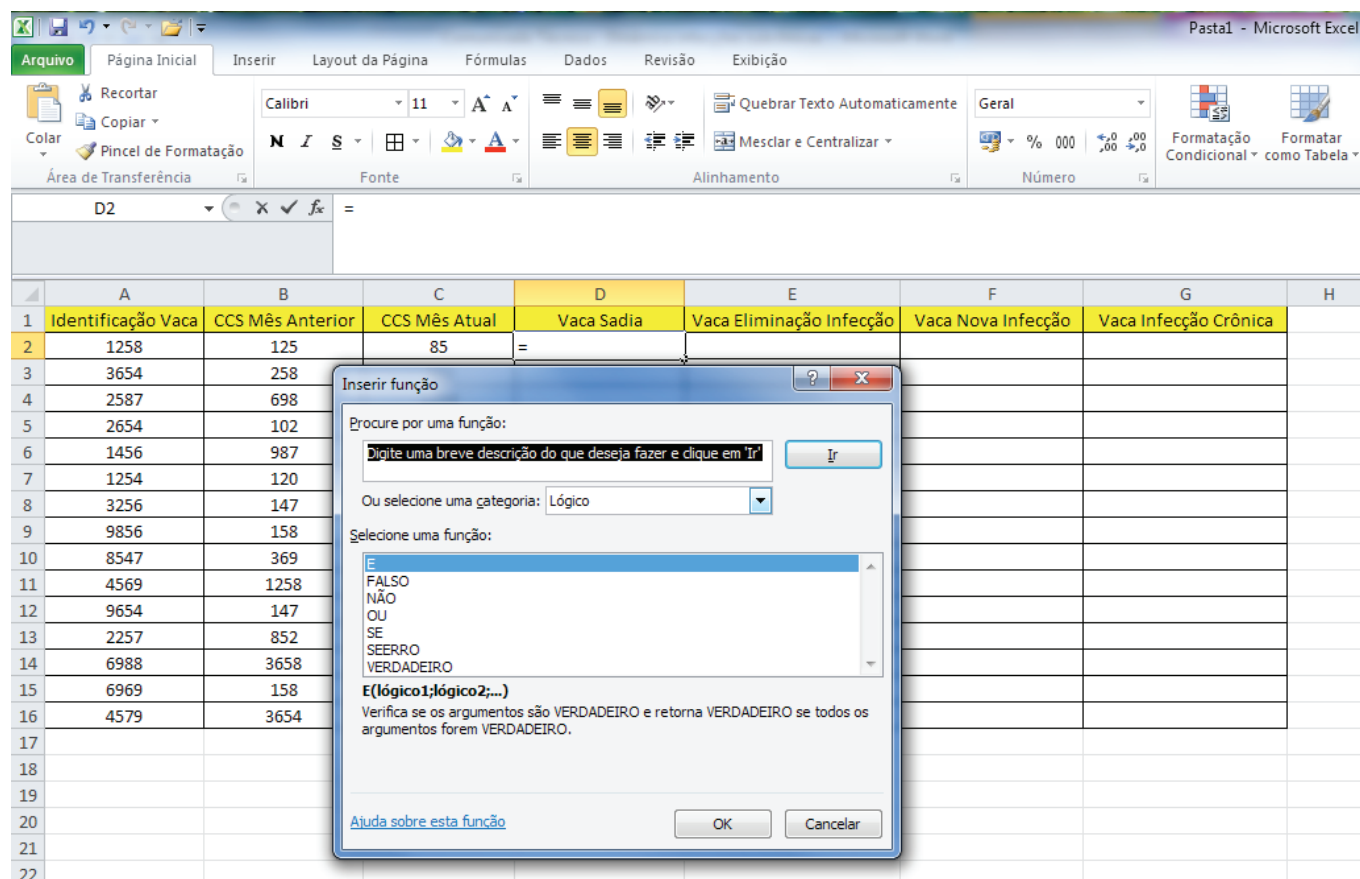 Pasta1 - Microsoft Excel
Arquivo Página Inicial Inserir Layout da Página Fórmulas Dados Revisão Exibição
Recortar
Copiar
Pincel de Formatação
Colar
Área de Transferência
Calibri 11 A A
N I S A
Fonte
Quebrar Texto Automaticamente
Mesclar e Centralizar
Alinhamento
Geral
% 000 ,0 ,00 ,00 ,0
Número
Formatação Condicional
Formatar como Tabela
D2 fx =
A B C D E F G H
1 Identificação Vaca CCS Mês Anterior CCS Mês Atual Vaca Sadia Vaca Eliminação Infecção Vaca Nova Infecção Vaca Infecção Crônica
2 1258 125 85 =
3 3654 258
4 2587 698
5 2654 102
6 1456 987
7 1254 120
8 3256 147
9 9856 158
10 8547 369
11 4569 1258
12 9654 147
13 2257 852
14 6988 3658
15 6969 158
16 4579 3654
17
18
19
20
21
22
Inserir função ? X
Procure por uma função:
Digite uma breve descrição do que deseja fazer e clique em 'Ir'
Ir
Ou selecione uma categoria: Lógico
Selecione uma função:
E
FALSO
NÃO
OU
SE
SEERRO
VERDADEIRO
E(lógico1;lógico2;...)
Verifica se os argumentos são VERDADEIRO e retorna VERDADEIRO se todos os
argumentos forem VERDADEIRO.
Ajuda sobre esta função
OK Cancelar